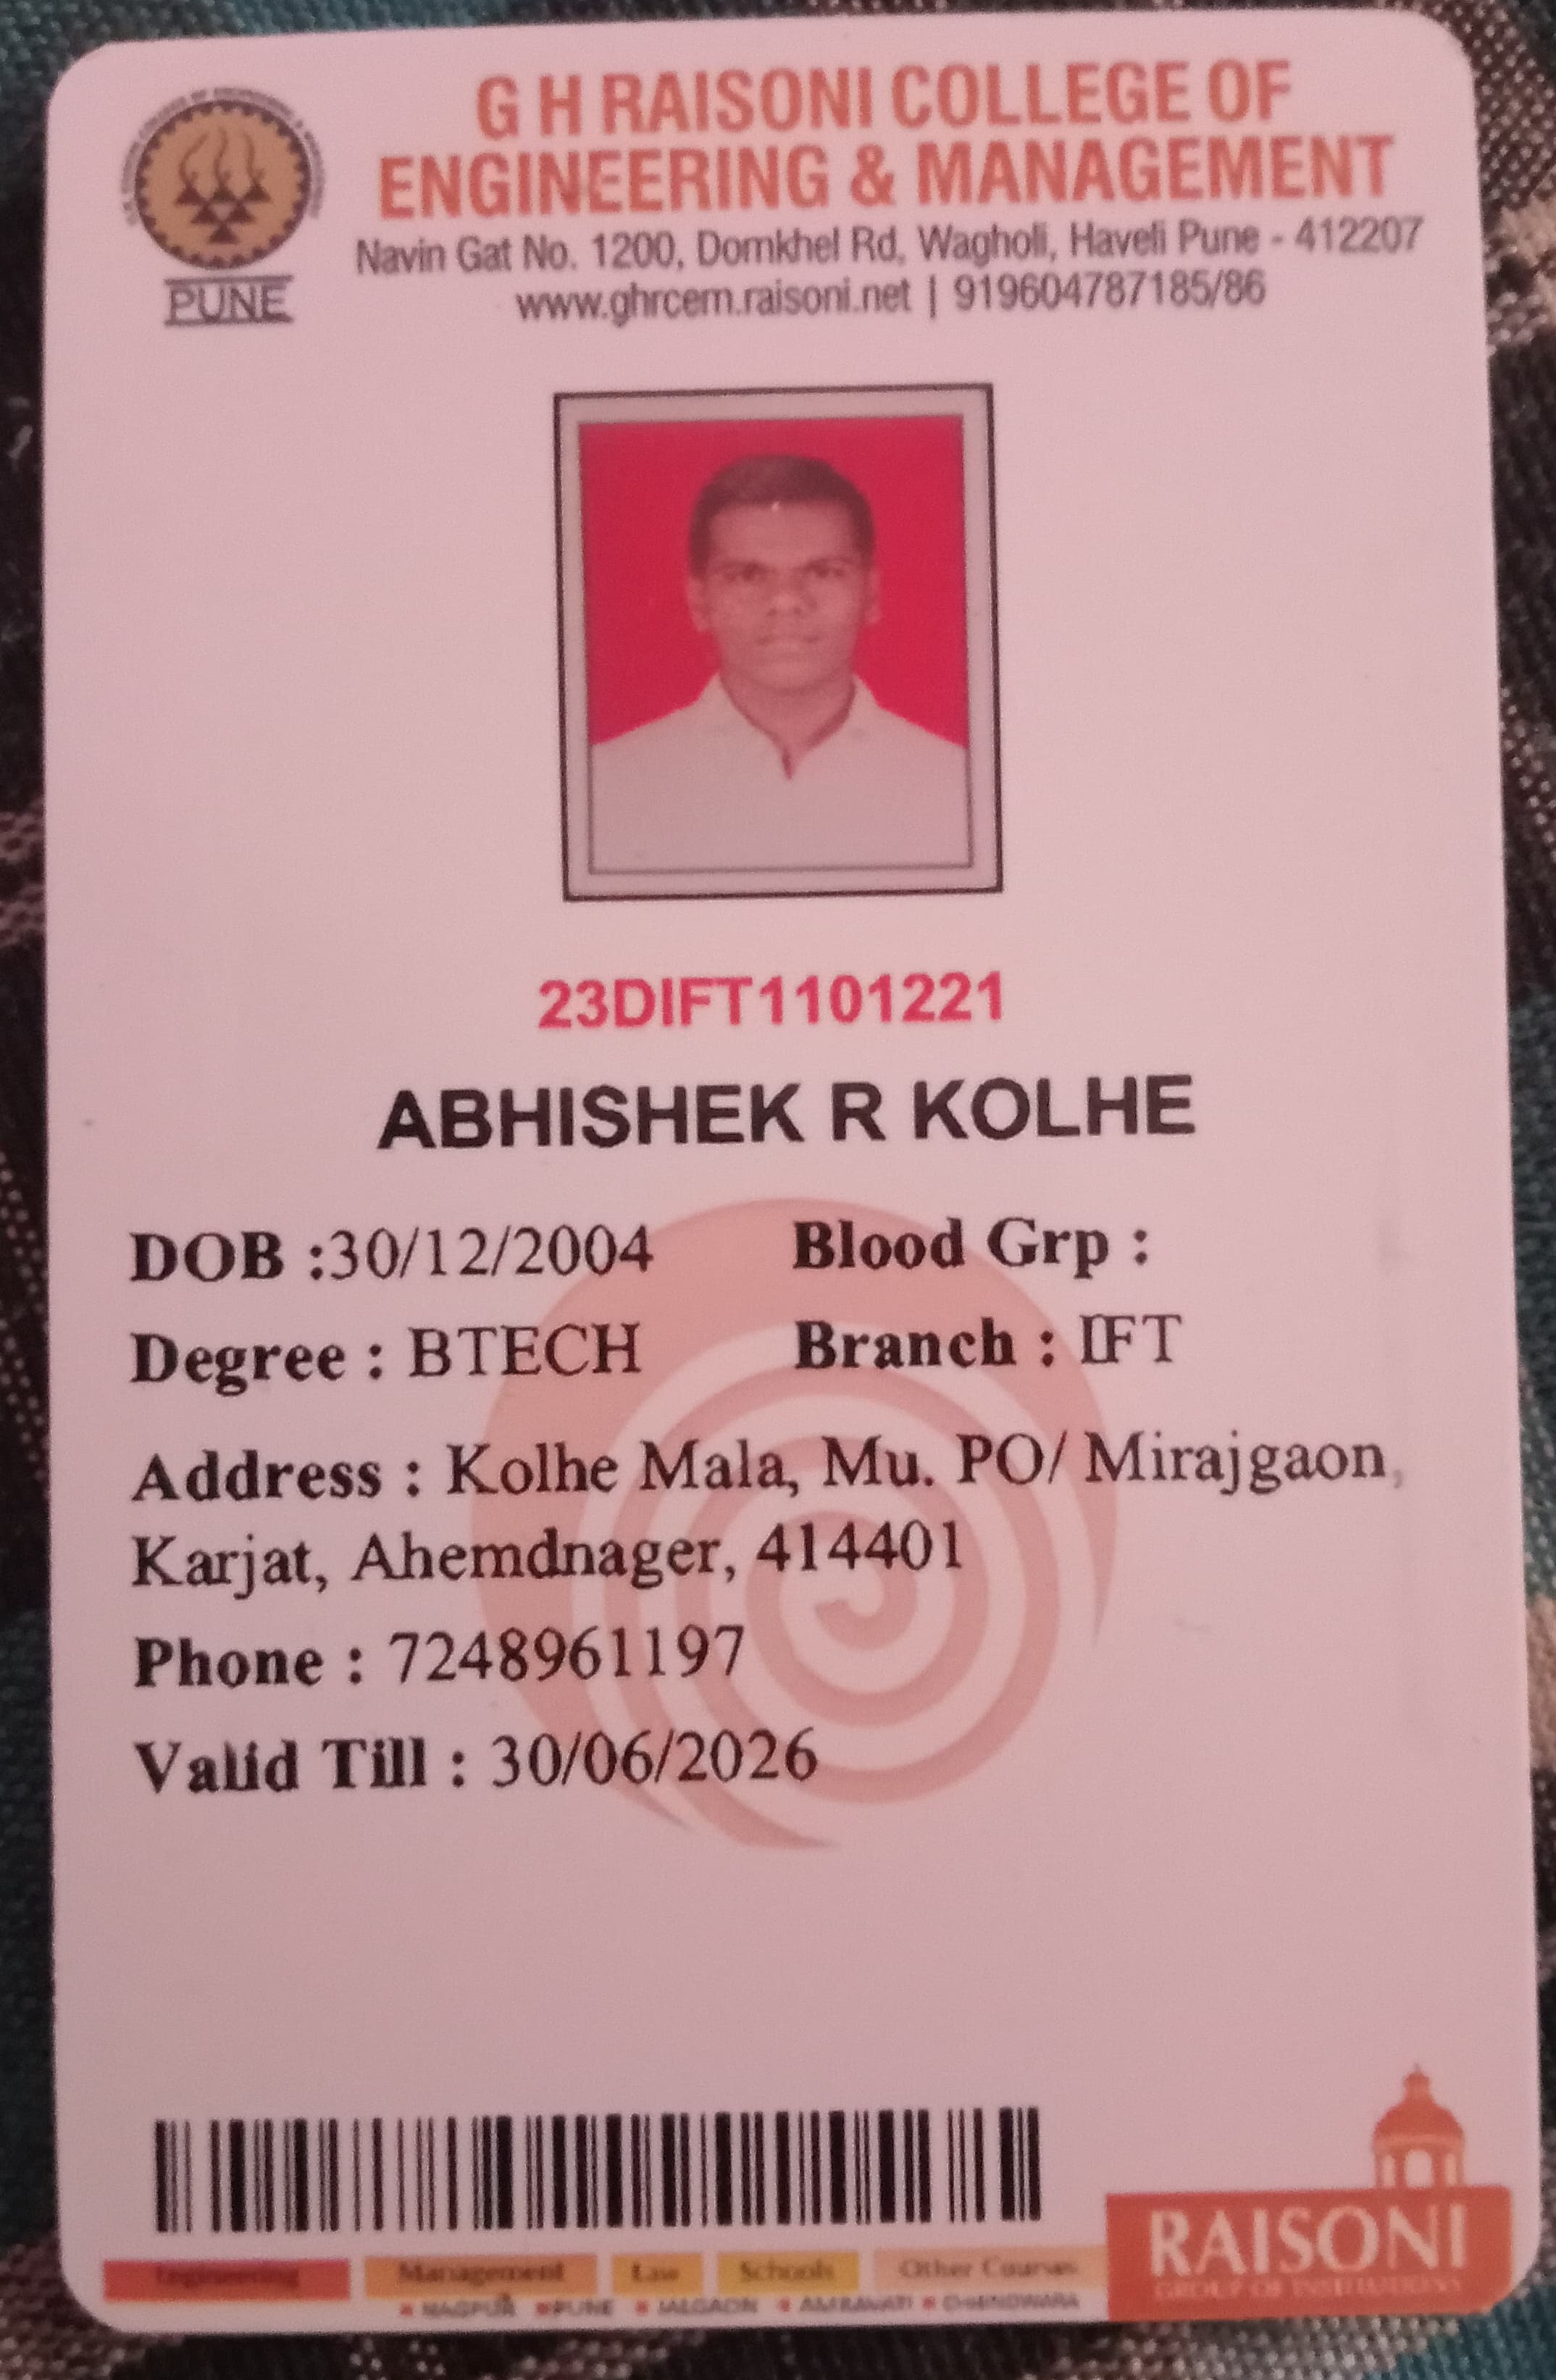 G H RAISONI COLLEGE OF
ENGINEERING & MANAGEMENT
Navin Gat No. 1200, Domkhel Rd, Wagholi, Haveli Pune - 412207
www.ghrcem.raisoni.net | 919604787185/86
PUNE
23DIFT1101221
ABHISHEK R KOLHE
DOB :30/12/2004 Blood Grp :
Degree : BTECH Branch : IFT
Address : Kolhe Mala, Mu. PO/ Mirajgaon,
Karjat, Ahemdnager, 414401
Phone : 7248961197
Valid Till : 30/06/2026
Engineering Management Law Schools Other Courses
NAGPUR PUNE JALGAON AMRAVATI CHHINDWARA
RAISONI
GROUP OF INSTITUTIONS